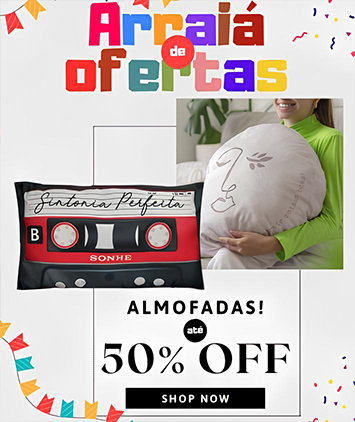 Arraiá
de
ofertas
Sintonia Perfeita
B
SONHE
ALMOFADAS!
até
50% OFF
SHOP NOW